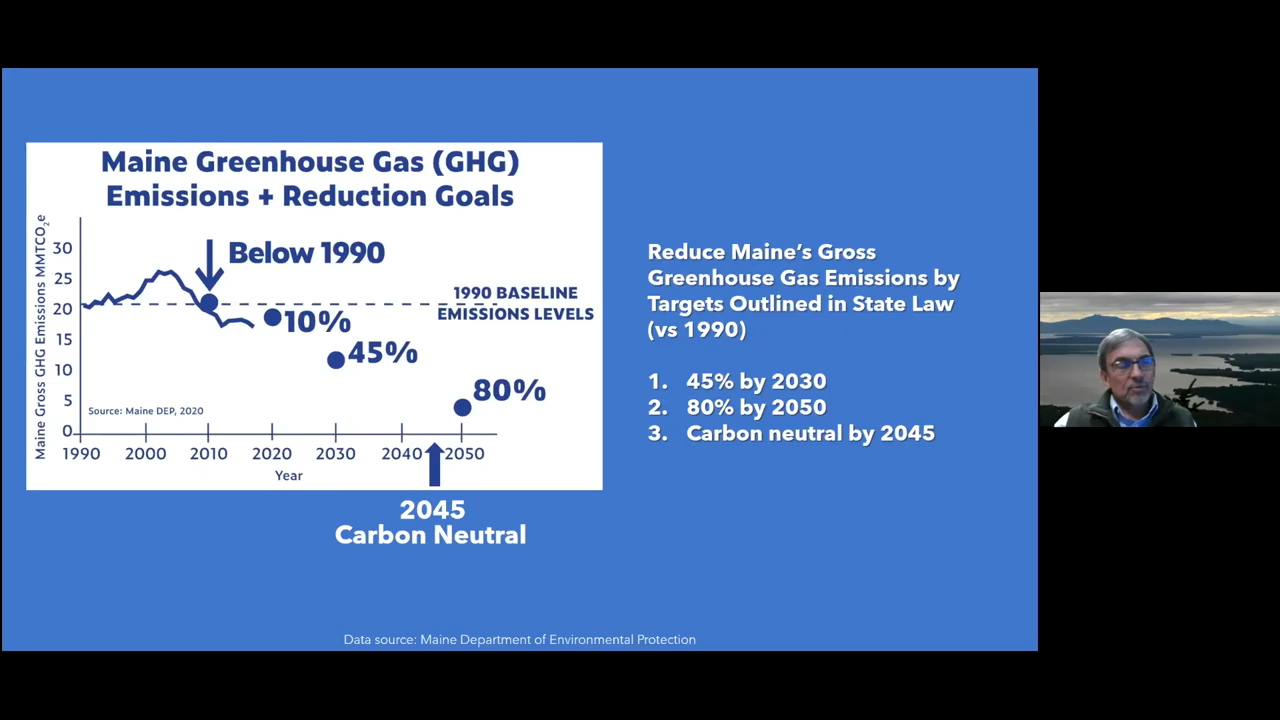 Maine Greenhouse Gas (GHG)
Emissions + Reduction Goals
Maine Gross GHG Emissions MMTCO₂e
30
25
20
15
10
5
0
Below 1990
1990 BASELINE
EMISSIONS LEVELS
10%
45%
80%
Source: Maine DEP, 2020
1990 2000 2010 2020 2030 2040 2050
Year
2045
Carbon Neutral
Reduce Maine’s Gross
Greenhouse Gas Emissions by
Targets Outlined in State Law
(vs 1990)
1. 45% by 2030
2. 80% by 2050
3. Carbon neutral by 2045
Data source: Maine Department of Environmental Protection